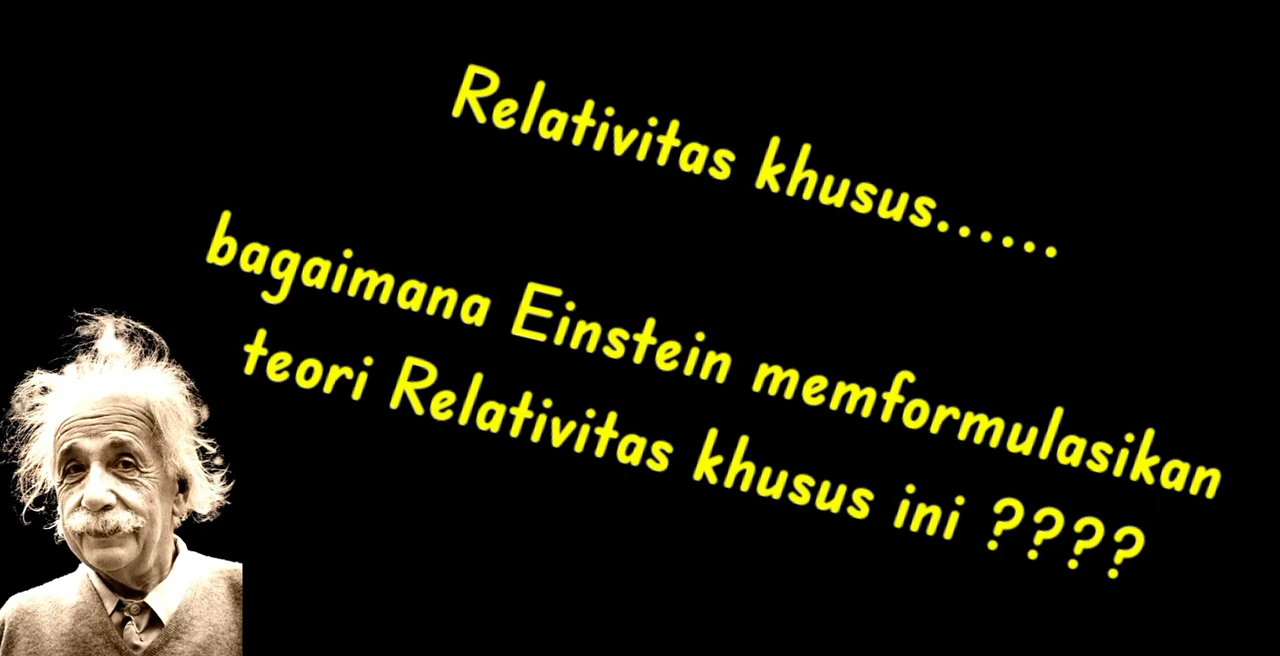 Relativitas khusus......
bagaimana Einstein memformulasikan
teori Relativitas khusus ini ????